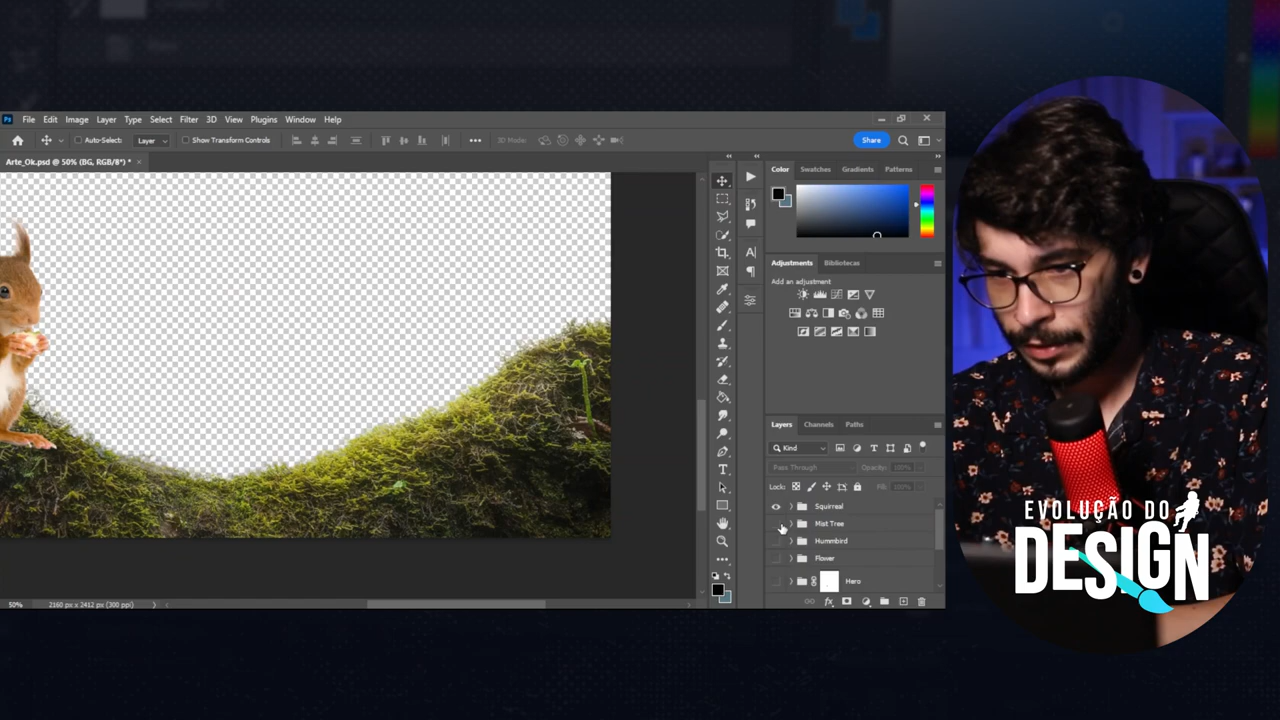 Ps File Edit Image Layer Type Select Filter 3D View Plugins Window Help
Auto-Select: Layer Show Transform Controls 3D Mode: Share
Arte_Ok.psd @ 50% (BG, RGB/8*) *
Color Swatches Gradients Patterns
Adjustments Bibliotecas
Add an adjustment
Layers Channels Paths
Kind
Pass Through Opacity: 100%
Lock: Fill: 100%
Squirreal
Mist Tree
Hummbird
Flower
Hero
50% 2160 px x 2412 px (300 ppi)
EVOLUÇÃO DO
DESIGN